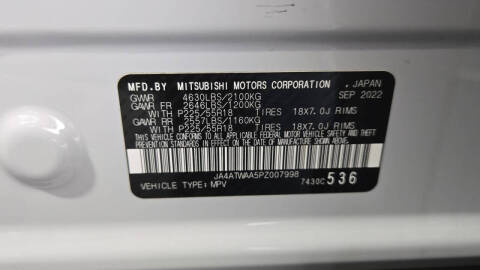 MFD.BY MITSUBISHI MOTORS CORPORATION , JAPAN
GVWR 4630LBS/2100KG SEP 2022
GAWR FR 2646LBS/1200KG
WITH P225/55R18 TIRES 18X7.0J RIMS
GAWR RR 2557LBS/1160KG
WITH P225/55R18 TIRES 18X7.0J RIMS
THIS VEHICLE CONFORMS TO ALL APPLICABLE FEDERAL MOTOR VEHICLE SAFETY AND
THEFT PREVENTION STANDARDS IN EFFECT ON THE DATE OF MANUFACTURE SHOWN ABOVE.
JA4ATWAA5PZ007998
VEHICLE TYPE: MPV 7430C 536